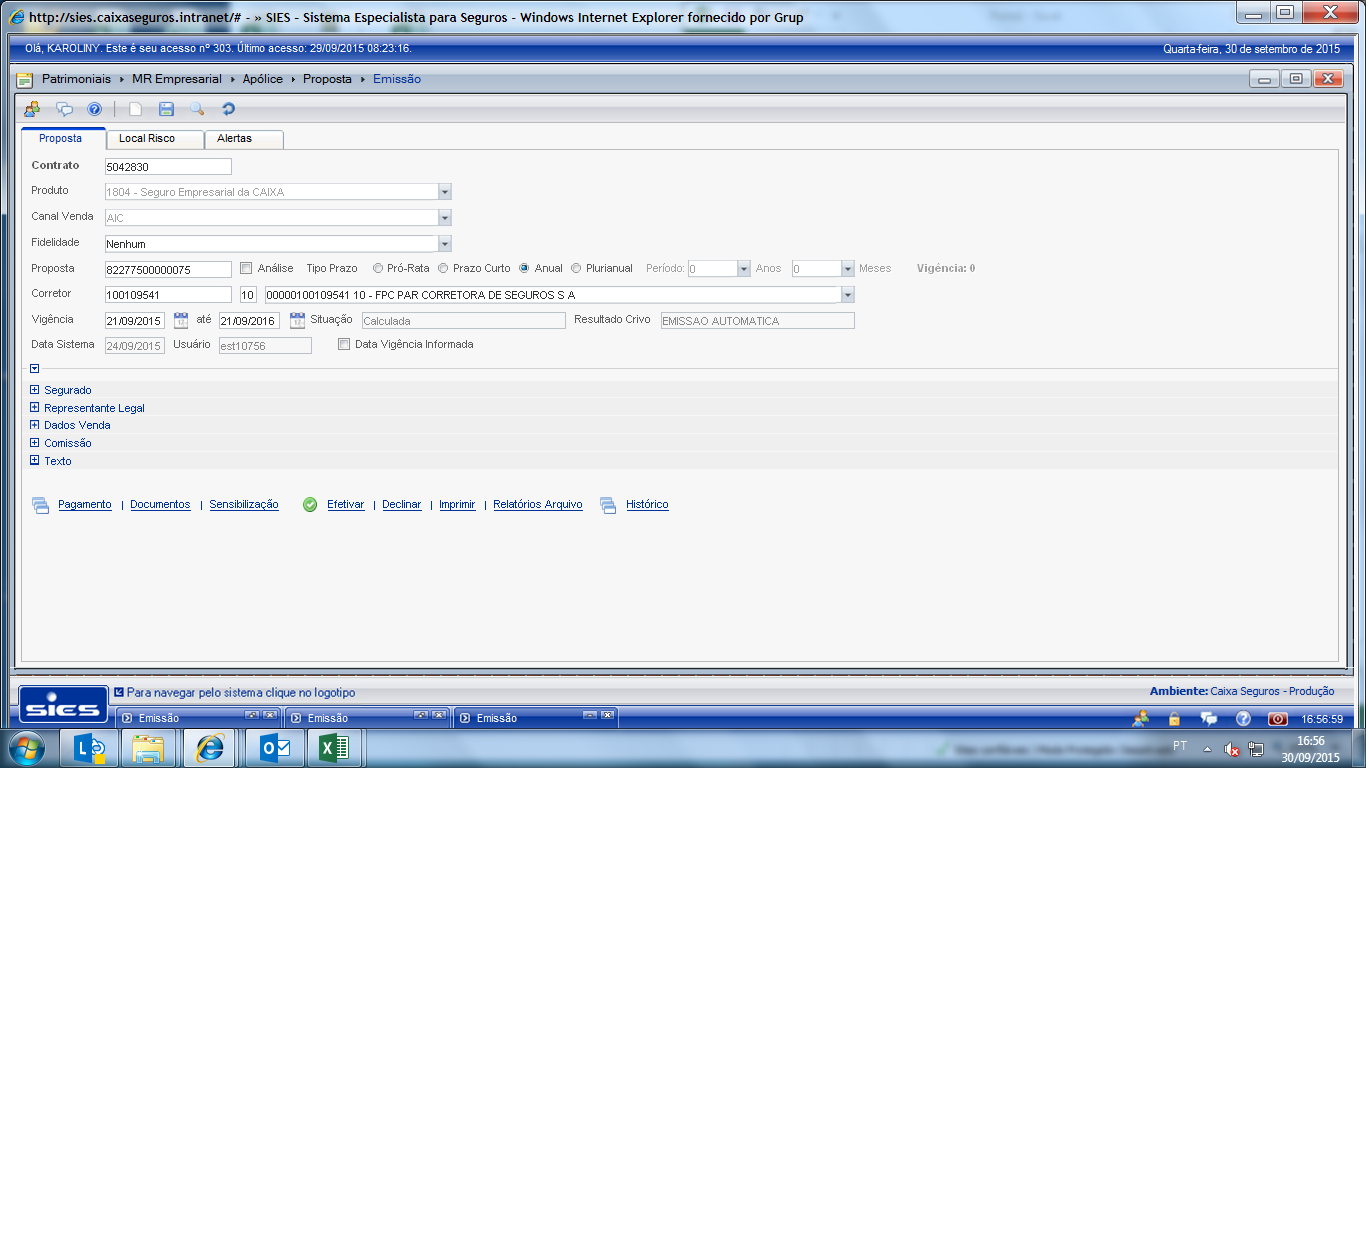 http://sies.caixaseguros.intranet/# - » SIES - Sistema Especialista para Seguros - Windows Internet Explorer fornecido por Grup
Olá, KAROLINY. Este é seu acesso nº 303. Último acesso: 29/09/2015 08:23:16. Quarta-feira, 30 de setembro de 2015
Patrimoniais MR Empresarial Apólice Proposta Emissão
Proposta Local Risco Alertas
Contrato 5042830
Produto 1804 - Seguro Empresarial da CAIXA
Canal Venda AIC
Fidelidade Nenhum
Proposta 82277500000075 Análise Tipo Prazo Pró-Rata Prazo Curto Anual Plurianual Período: 0 Anos 0 Meses Vigência: 0
Corretor 100109541 10 00000100109541 10 - FPC PAR CORRETORA DE SEGUROS S A
Vigência 21/09/2015 até 21/09/2016 Situação Calculada Resultado Crivo EMISSAO AUTOMATICA
Data Sistema 24/09/2015 Usuário est10756 Data Vigência Informada
Segurado
Representante Legal
Dados Venda
Comissão
Texto
Pagamento | Documentos | Sensibilização Efetivar | Declinar | Imprimir | Relatórios Arquivo Histórico
sies Para navegar pelo sistema clique no logotipo Ambiente: Caixa Seguros - Produção
Emissão Emissão Emissão 16:56:59
PT 16:56
30/09/2015